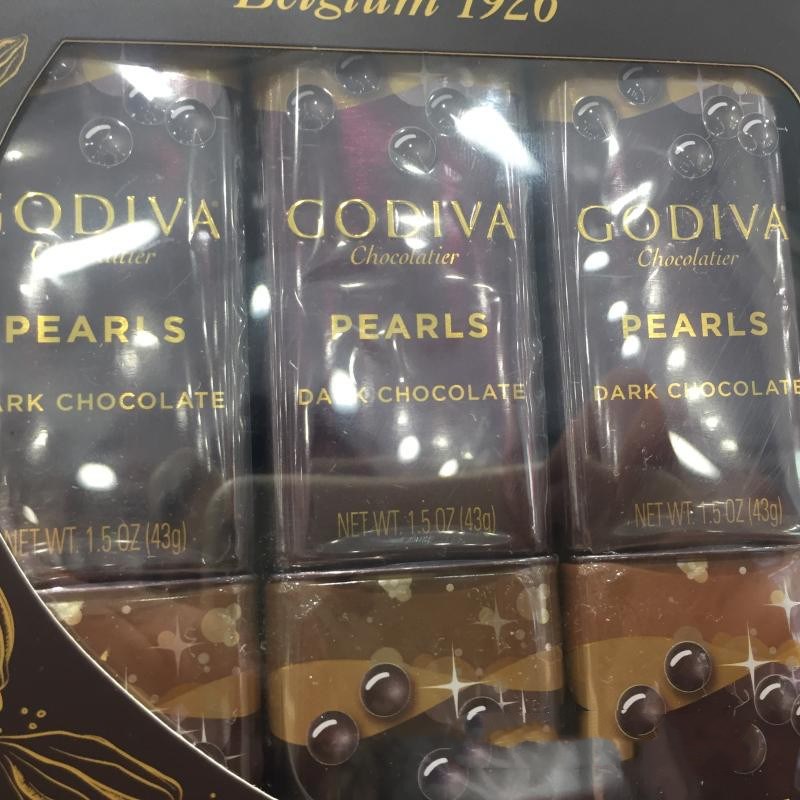 Belgium 1926
GODIVA
Chocolatier
PEARLS
DARK CHOCOLATE
NET WT. 1.5 OZ (43g)
GODIVA
Chocolatier
PEARLS
DARK CHOCOLATE
NET WT. 1.5 OZ (43g)
GODIVA
Chocolatier
PEARLS
DARK CHOCOLATE
NET WT. 1.5 OZ (43g)